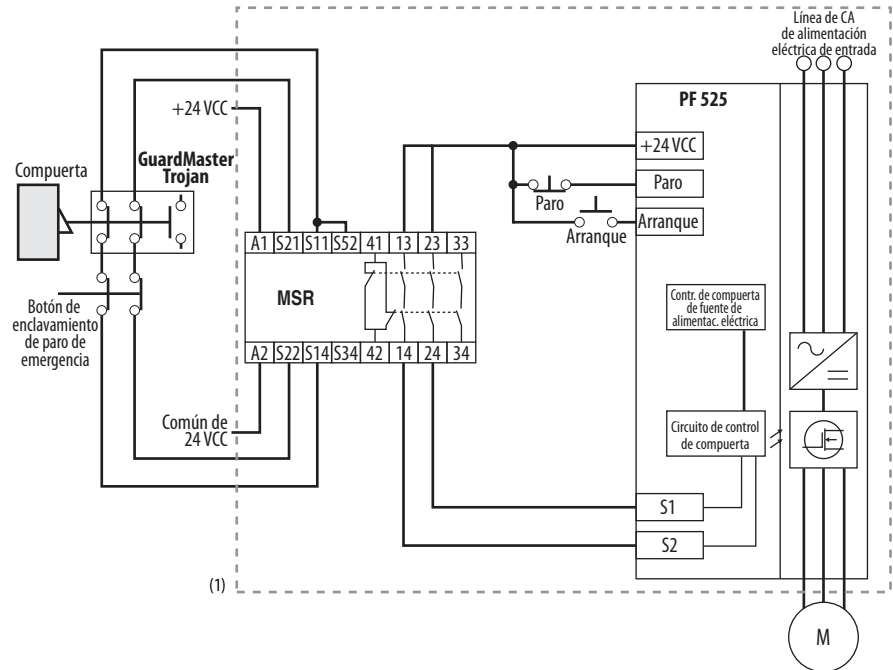 Línea de CA
de alimentación
eléctrica de entrada
PF 525
+24 VCC
+24 VCC
Compuerta
GuardMaster
Trojan
Paro
Paro
Arranque
Arranque
A1 S21 S11 S52 41 13 23 33
MSR
Contr. de compuerta
de fuente de
alimentac. eléctrica
Botón de
enclavamiento
de paro de
emergencia
A2 S22 S14 S34 42 14 24 34
Común de
24 VCC
Circuito de control
de compuerta
S1
S2
(1)
M